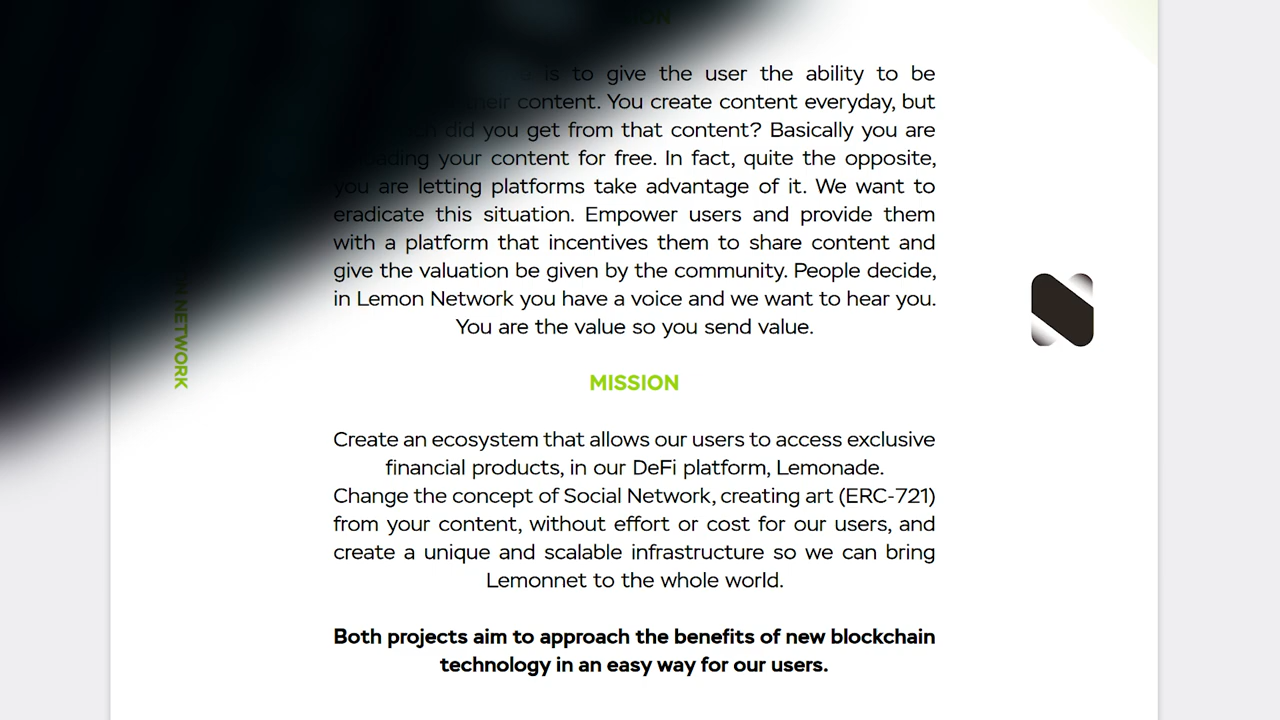 is to give the user the ability to be
their content. You create content everyday, but
did you get from that content? Basically you are
your content for free. In fact, quite the opposite,
you are letting platforms take advantage of it. We want to
eradicate this situation. Empower users and provide them
with a platform that incentives them to share content and
give the valuation be given by the community. People decide,
in Lemon Network you have a voice and we want to hear you.
You are the value so you send value.
NETWORK
MISSION
Create an ecosystem that allows our users to access exclusive
financial products, in our DeFi platform, Lemonade.
Change the concept of Social Network, creating art (ERC-721)
from your content, without effort or cost for our users, and
create a unique and scalable infrastructure so we can bring
Lemonnet to the whole world.
Both projects aim to approach the benefits of new blockchain
technology in an easy way for our users.